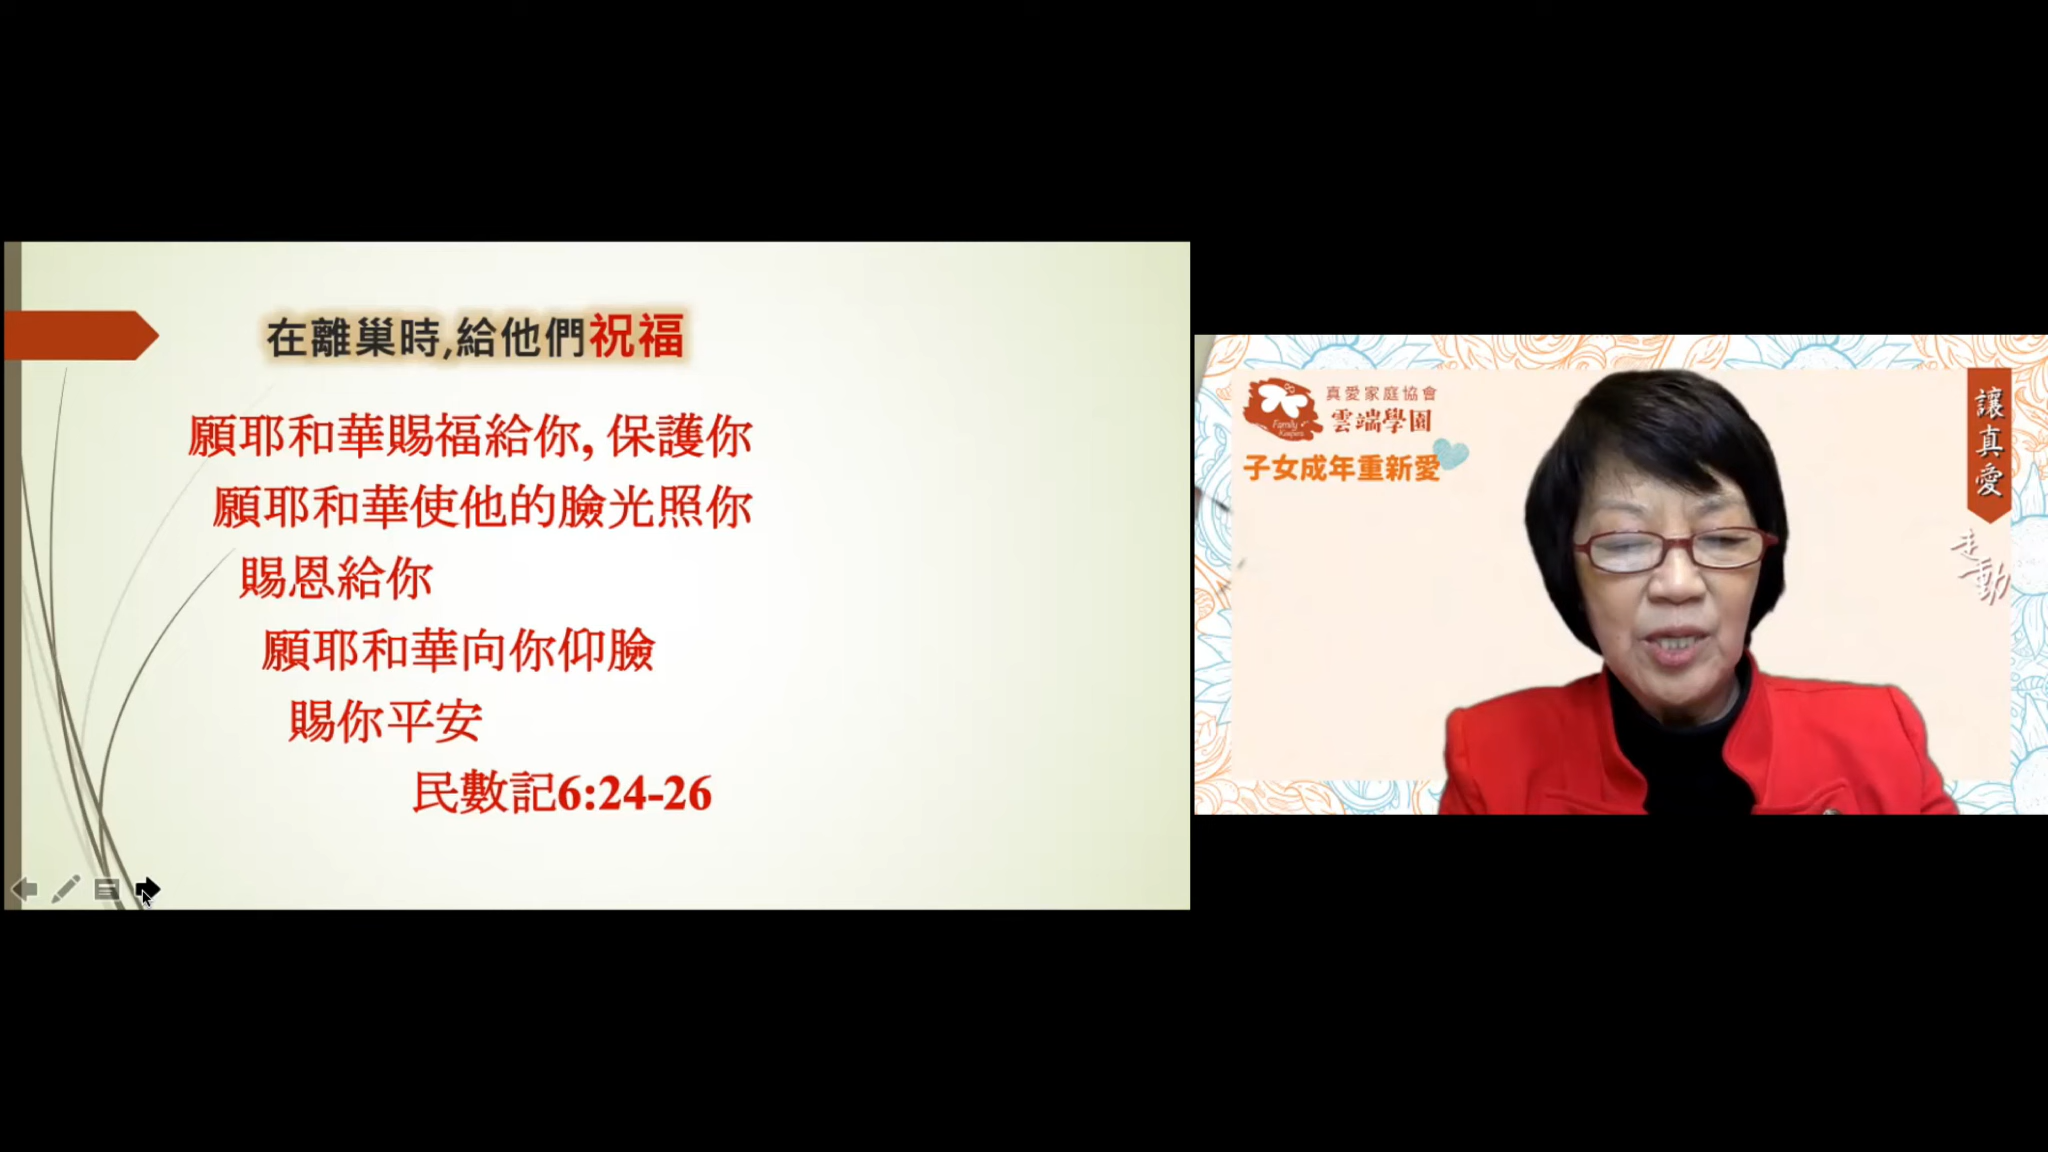 在離巢時,給他們祝福
願耶和華賜福給你, 保護你
願耶和華使他的臉光照你
賜恩給你
願耶和華向你仰臉
賜你平安
民數記6:24-26
真愛家庭協會
雲端學園
Family Keepers
子女成年重新愛
讓真愛
走動